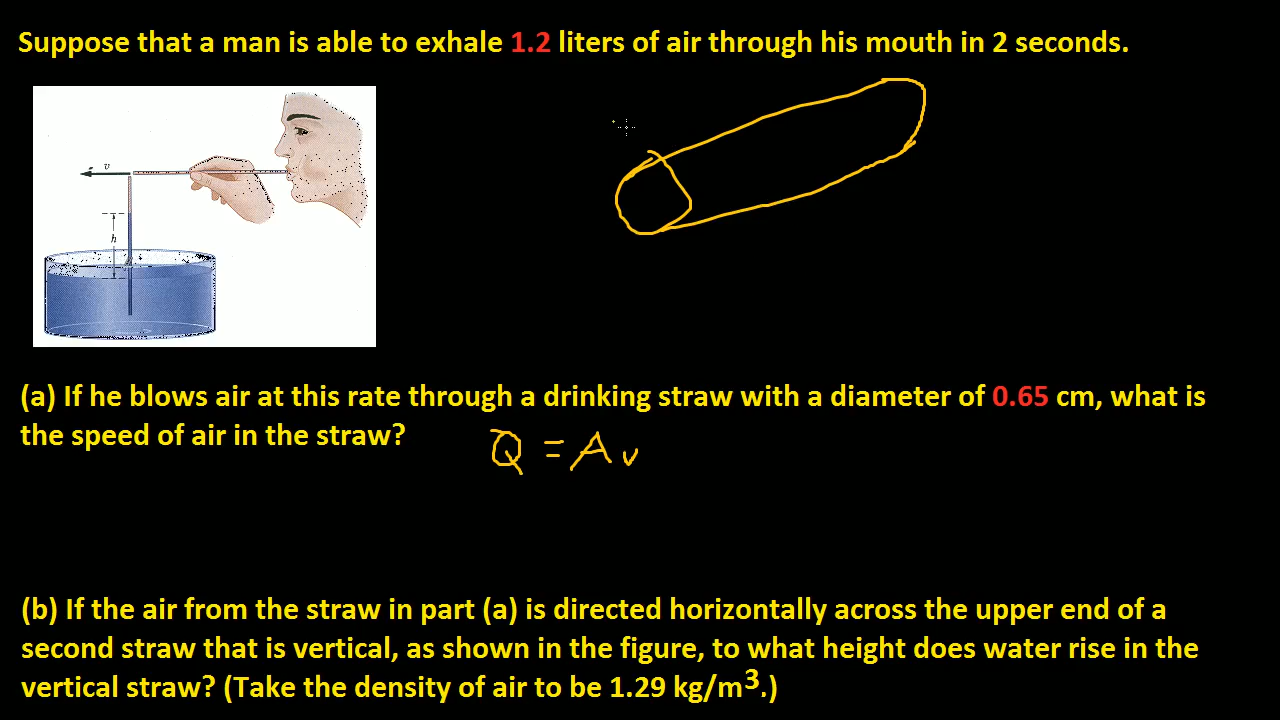 Suppose that a man is able to exhale 1.2 liters of air through his mouth in 2 seconds.
v
h
(a) If he blows air at this rate through a drinking straw with a diameter of 0.65 cm, what is
the speed of air in the straw?
Q = Av
(b) If the air from the straw in part (a) is directed horizontally across the upper end of a
second straw that is vertical, as shown in the figure, to what height does water rise in the
vertical straw? (Take the density of air to be 1.29 kg/m³.)